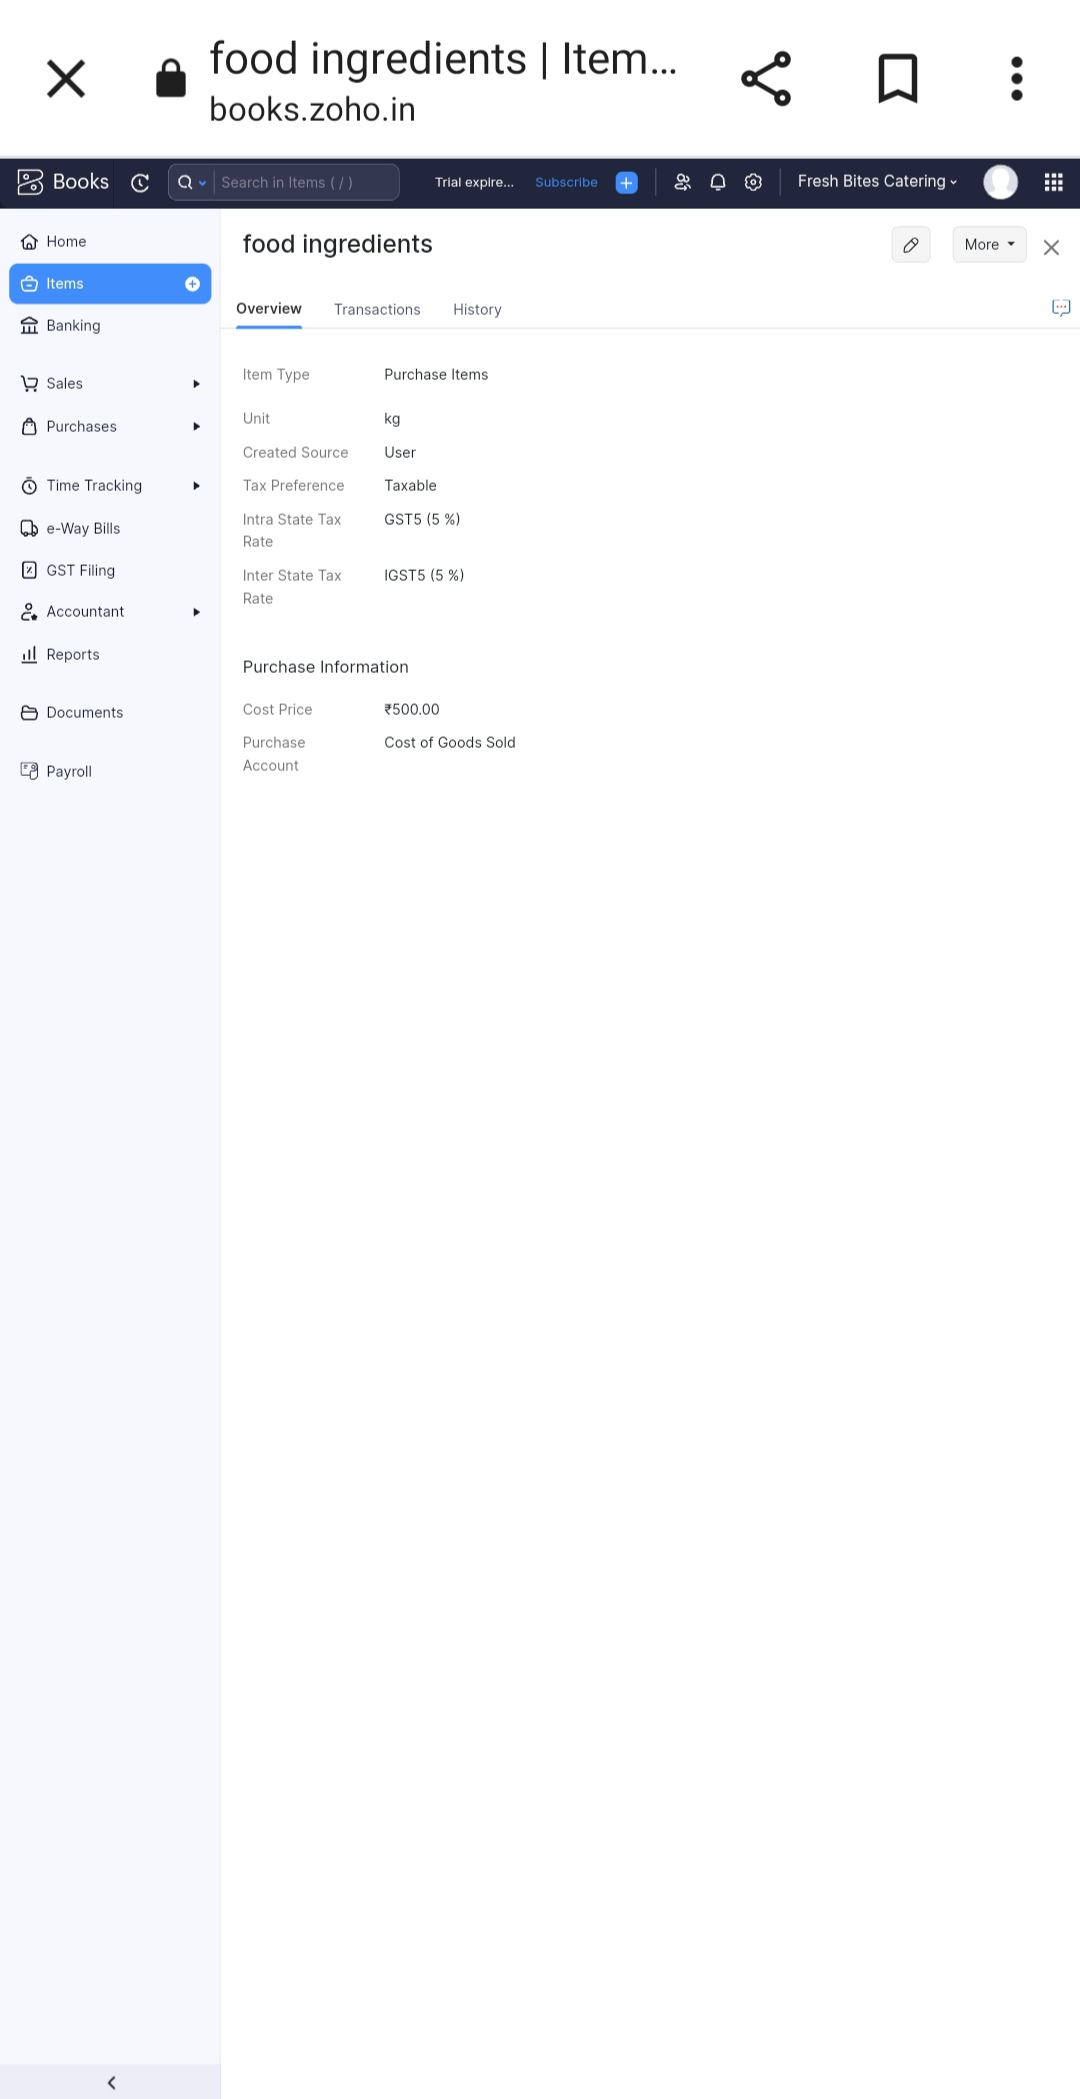 food ingredients | Item...
books.zoho.in
Books
Search in Items ( / )
Trial expire...
Subscribe
Fresh Bites Catering
Home
Items
Banking
Sales
Purchases
Time Tracking
e-Way Bills
GST Filing
Accountant
Reports
Documents
Payroll
food ingredients
More
Overview
Transactions
History
Item Type Purchase Items
Unit kg
Created Source User
Tax Preference Taxable
Intra State Tax GST5 (5 %)
Rate
Inter State Tax IGST5 (5 %)
Rate
Purchase Information
Cost Price ₹500.00
Purchase Cost of Goods Sold
Account